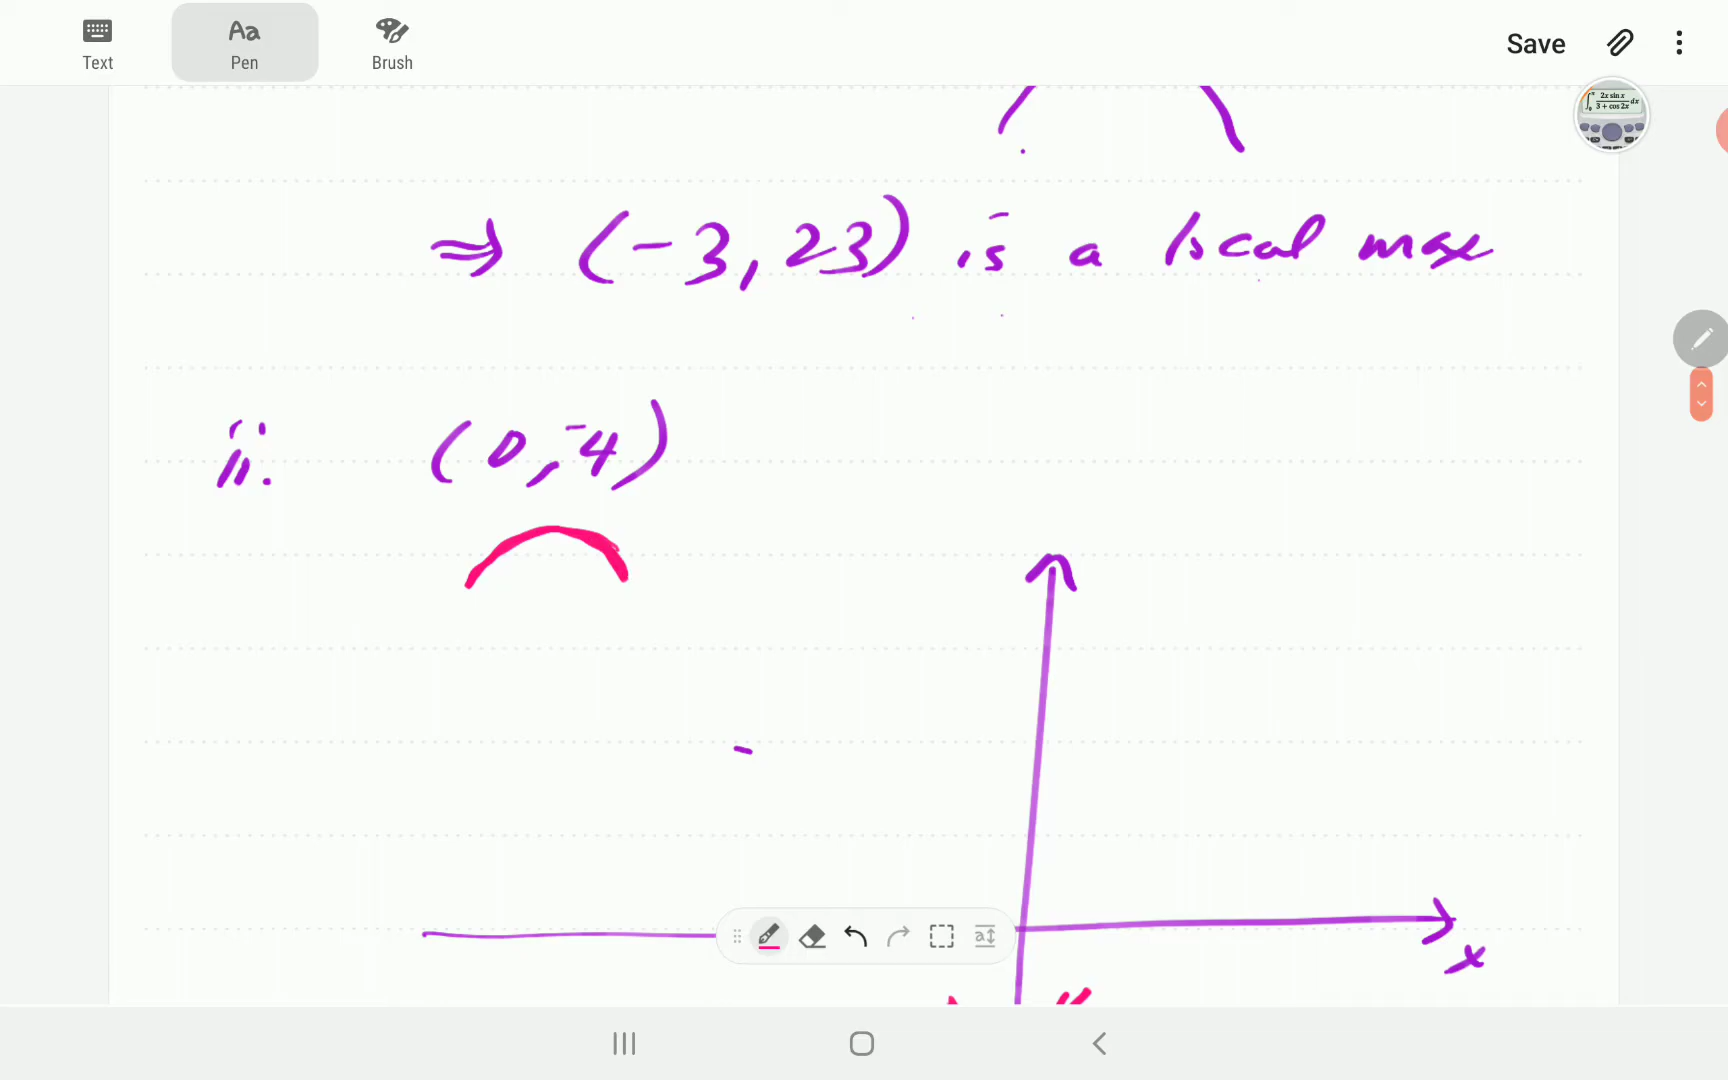 Text
Pen
Brush
Save
⇒ (-3, 23) is a local max
ii. (0, -4)
x